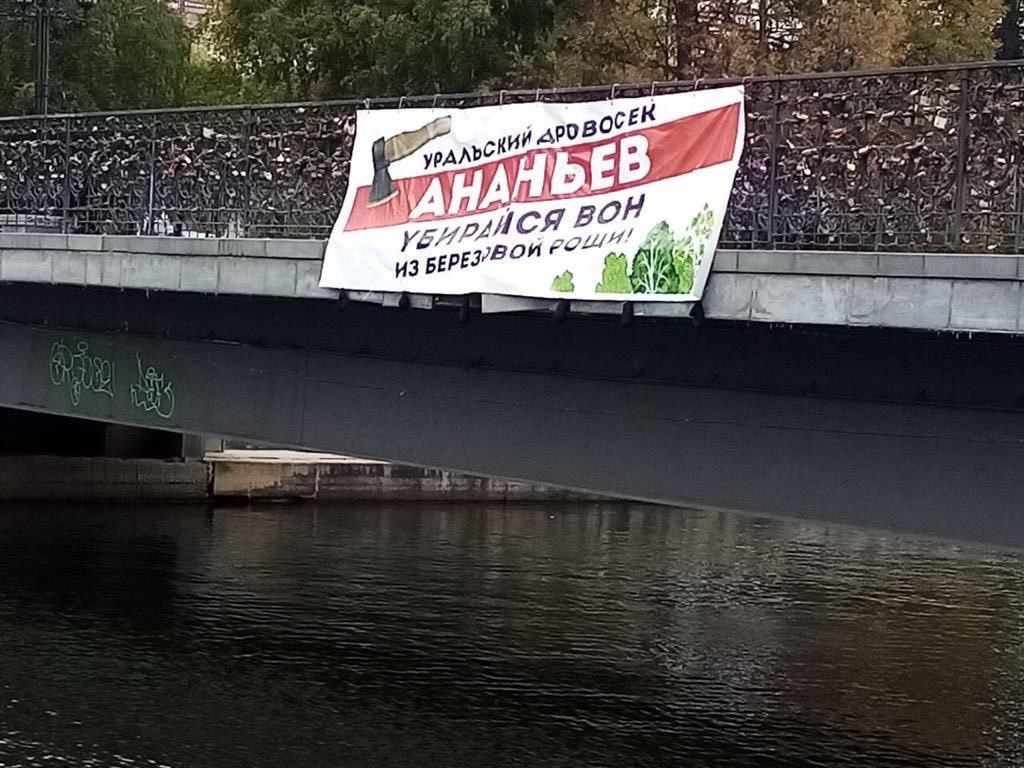 УРАЛЬСКИЙ ДРОВОСЕК
АНАНЬЕВ
УБИРАЙСЯ ВОН
ИЗ БЕРЕЗОВОЙ РОЩИ!